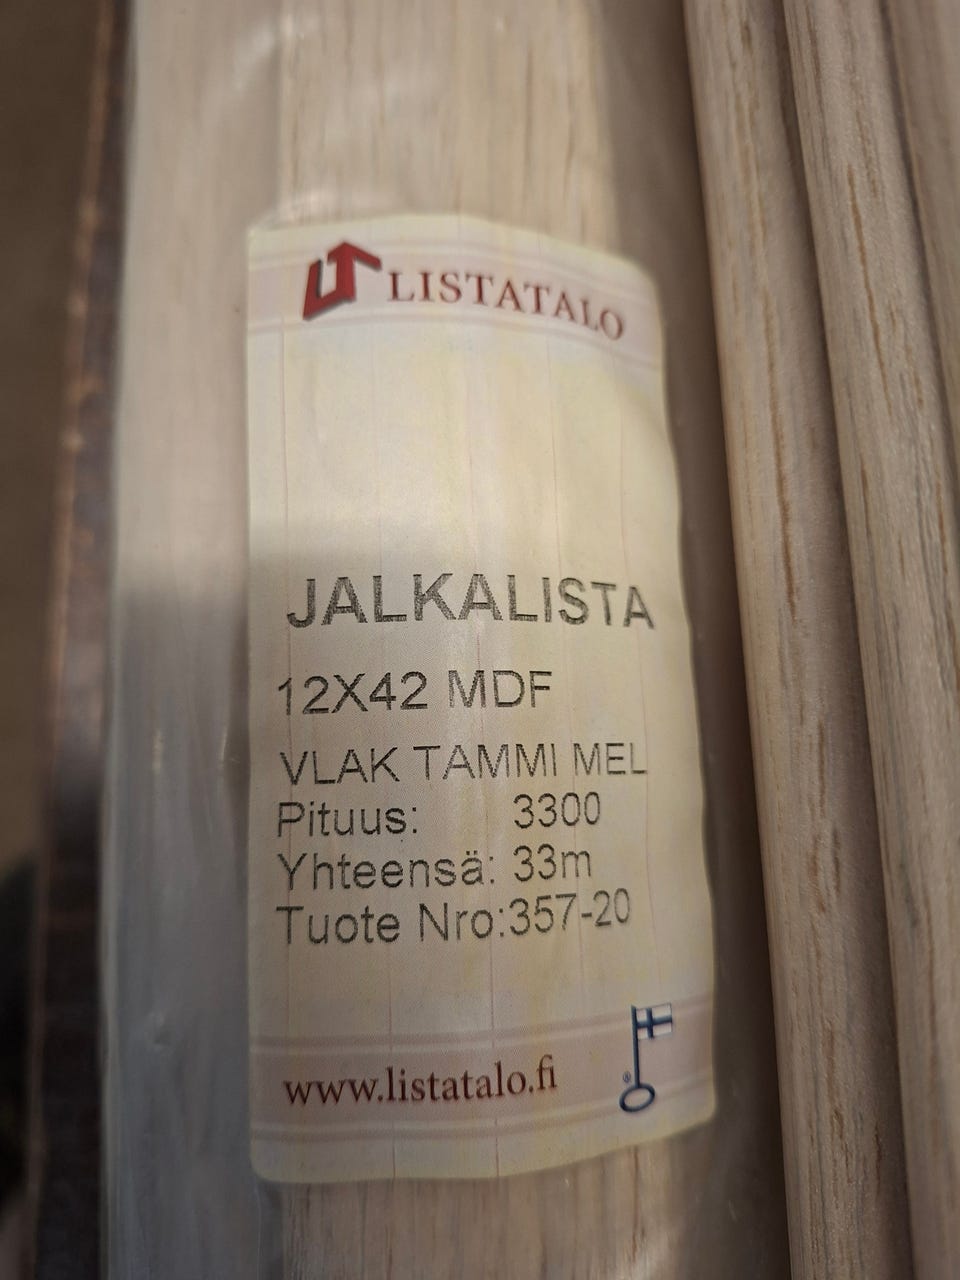 LISTATALO
JALKALISTA
12X42 MDF
VLAK TAMMI MEL
Pituus: 3300
Yhteensä: 33m
Tuote Nro:357-20
www.listatalo.fi
®